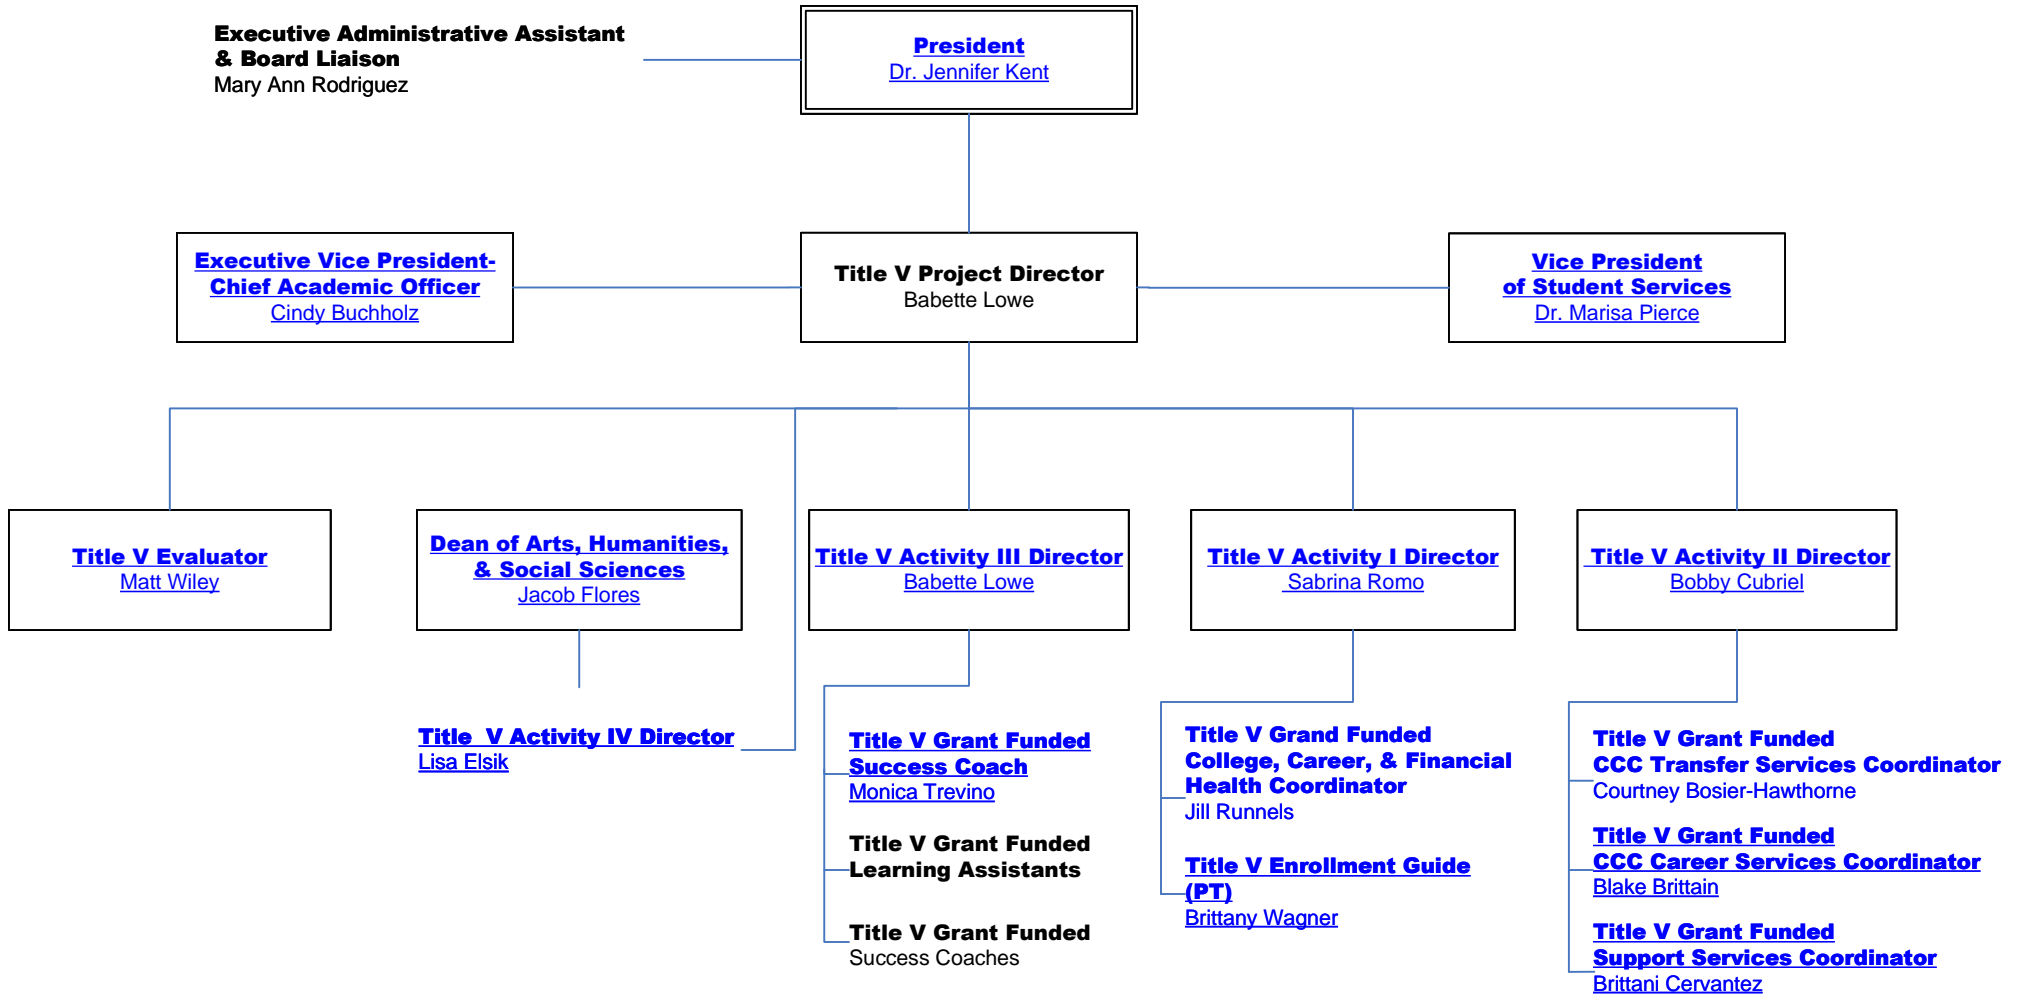 Executive Administrative Assistant
& Board Liaison
Mary Ann Rodriguez
President
Dr. Jennifer Kent
Executive Vice President-
Chief Academic Officer
Cindy Buchholz
Title V Project Director
Babette Lowe
Vice President
of Student Services
Dr. Marisa Pierce
Title V Evaluator
Matt Wiley
Dean of Arts, Humanities,
& Social Sciences
Jacob Flores
Title V Activity III Director
Babette Lowe
Title V Activity I Director
Sabrina Romo
Title V Activity II Director
Bobby Cubriel
Title V Activity IV Director
Lisa Elsik
Title V Grant Funded
Success Coach
Monica Trevino
Title V Grant Funded
Learning Assistants
Title V Grant Funded
Success Coaches
Title V Grand Funded
College, Career, & Financial
Health Coordinator
Jill Runnels
Title V Enrollment Guide
(PT)
Brittany Wagner
Title V Grant Funded
CCC Transfer Services Coordinator
Courtney Bosier-Hawthorne
Title V Grant Funded
CCC Career Services Coordinator
Blake Brittain
Title V Grant Funded
Support Services Coordinator
Brittani Cervantez